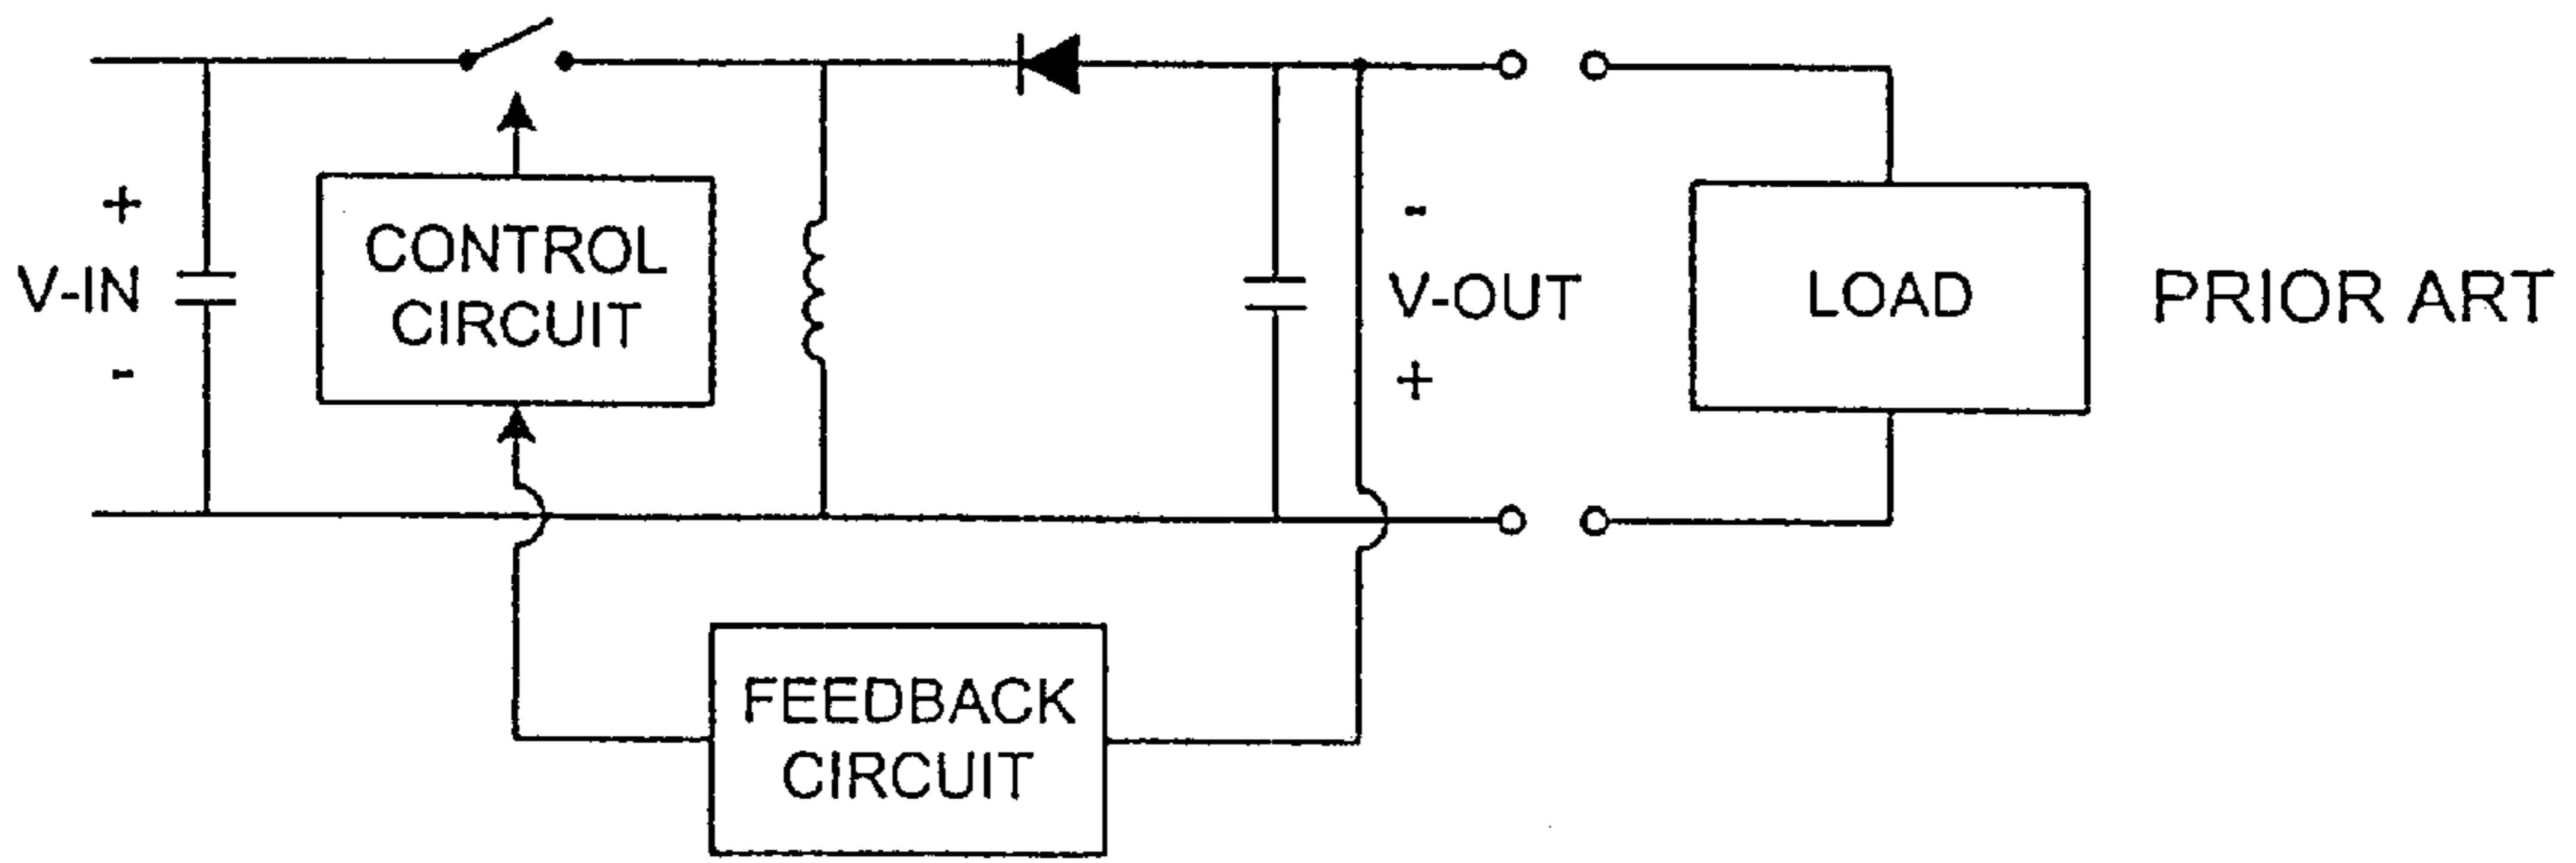 +
V-IN
-
CONTROL
CIRCUIT
-
V-OUT
+
LOAD
PRIOR ART
FEEDBACK
CIRCUIT